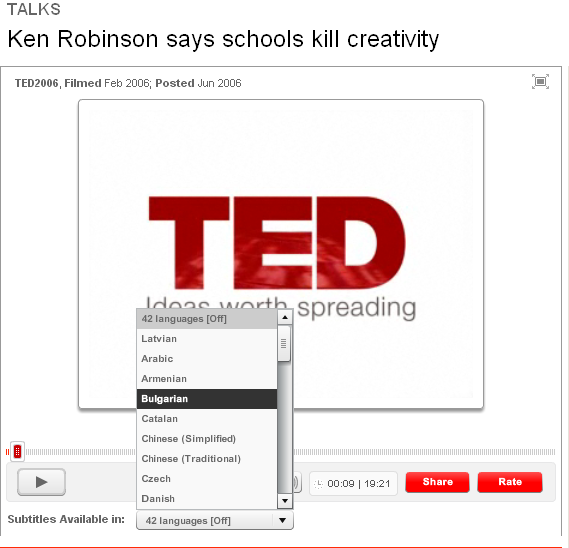 TALKS
Ken Robinson says schools kill creativity
TED2006, Filmed Feb 2006; Posted Jun 2006
TED
Ideas worth spreading
42 languages [Off]
Latvian
Arabic
Armenian
Bulgarian
Catalan
Chinese (Simplified)
Chinese (Traditional)
Czech
Danish
00:09 | 19:21
Share
Rate
Subtitles Available in:
42 languages [Off]